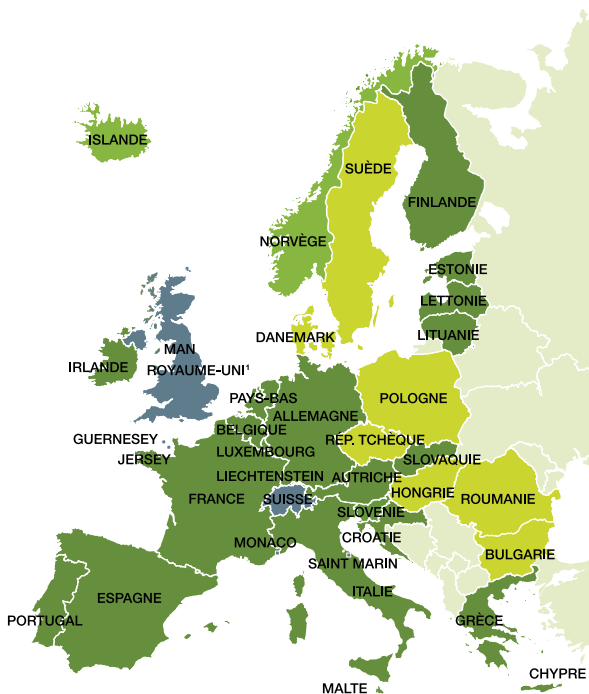 ISLANDE
SUÈDE
FINLANDE
NORVÈGE
ESTONIE
LETTONIE
LITUANIE
DANEMARK
MAN
IRLANDE
ROYAUME-UNI¹
PAYS-BAS
POLOGNE
ALLEMAGNE
BELGIQUE
GUERNESEY
RÉP. TCHÈQUE
LUXEMBOURG
JERSEY
SLOVAQUIE
LIECHTENSTEIN
AUTRICHE
HONGRIE
FRANCE
SUISSE
ROUMANIE
SLOVENIE
CROATIE
MONACO
BULGARIE
SAINT MARIN
ITALIE
ESPAGNE
PORTUGAL
GRÈCE
CHYPRE
MALTE